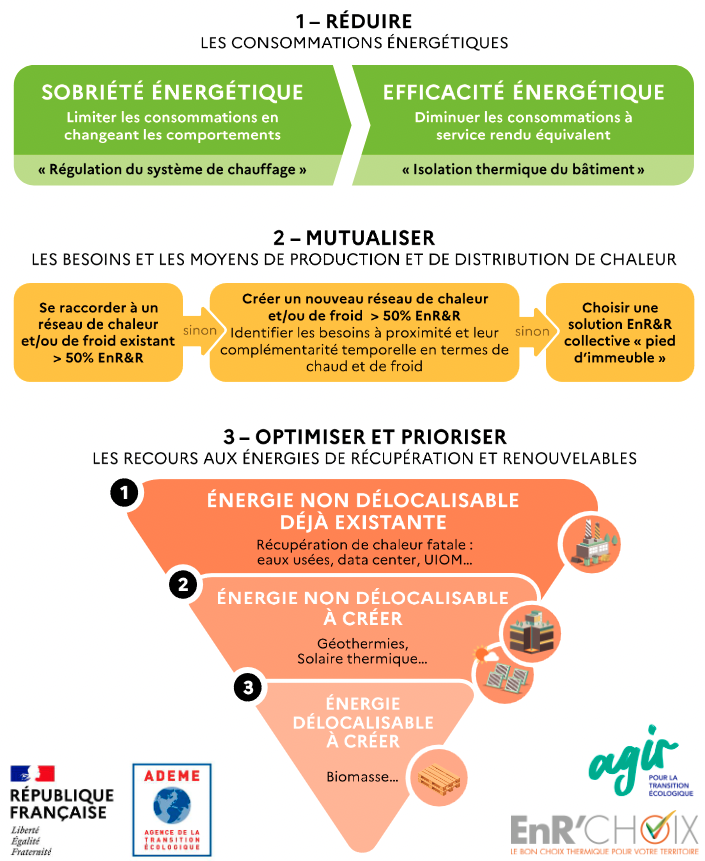 1 – RÉDUIRE
LES CONSOMMATIONS ÉNERGÉTIQUES
SOBRIÉTÉ ÉNERGÉTIQUE
Limiter les consommations en
changeant les comportements
« Régulation du système de chauffage »
EFFICACITÉ ÉNERGÉTIQUE
Diminuer les consommations à
service rendu équivalent
« Isolation thermique du bâtiment »
2 – MUTUALISER
LES BESOINS ET LES MOYENS DE PRODUCTION ET DE DISTRIBUTION DE CHALEUR
Se raccorder à un
réseau de chaleur
et/ou de froid existant
> 50% EnR&R
sinon
Créer un nouveau réseau de chaleur
et/ou de froid > 50% EnR&R
Identifier les besoins à proximité et leur
complémentarité temporelle en termes de
chaud et de froid
sinon
Choisir une
solution EnR&R
collective « pied
d'immeuble »
3 – OPTIMISER ET PRIORISER
LES RECOURS AUX ÉNERGIES DE RÉCUPÉRATION ET RENOUVELABLES
1
ÉNERGIE NON DÉLOCALISABLE
DÉJÀ EXISTANTE
Récupération de chaleur fatale :
eaux usées, data center, UIOM...
2
ÉNERGIE NON DÉLOCALISABLE
À CRÉER
Géothermies,
Solaire thermique...
3
ÉNERGIE
DÉLOCALISABLE
À CRÉER
Biomasse...
RÉPUBLIQUE
FRANÇAISE
Liberté
Égalité
Fraternité
ADEME
AGENCE DE LA
TRANSITION
ÉCOLOGIQUE
agir
POUR LA
TRANSITION
ÉCOLOGIQUE
EnR'CHOIX
LE BON CHOIX THERMIQUE POUR VOTRE TERRITOIRE